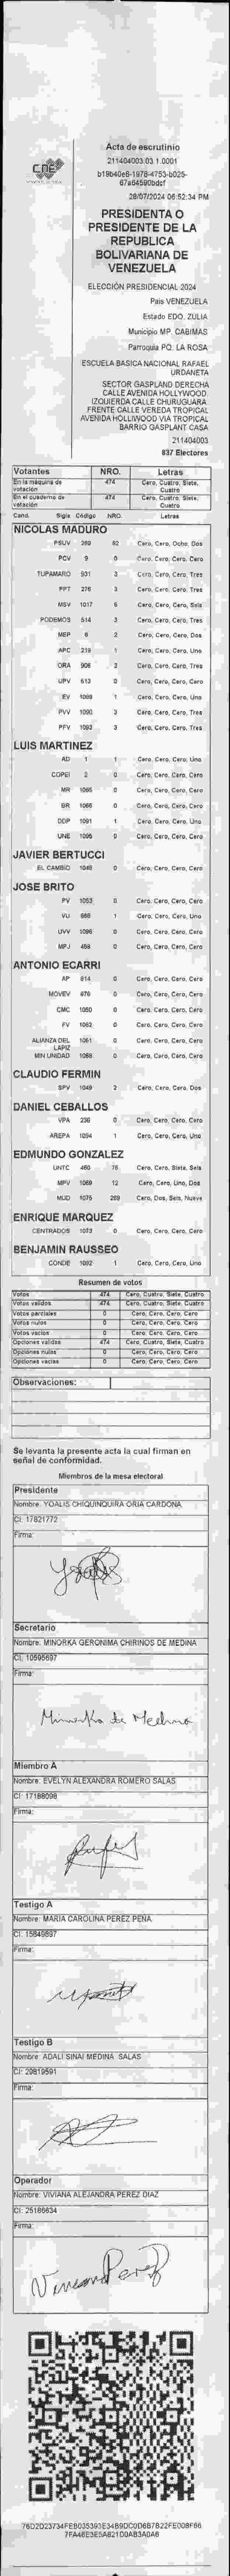 CNE
Acta de escrutinio
211404003.03.1.0001
b19b40e8-1978-4753-b025-
67a64590bdcf
28/07/2024 06:52:34 PM
PRESIDENTA O
PRESIDENTE DE LA
REPUBLICA
BOLIVARIANA DE
VENEZUELA
ELECCIÓN PRESIDENCIAL 2024
País VENEZUELA
Estado EDO. ZULIA
Municipio MP. CABIMAS
Parroquia PQ. LA ROSA
ESCUELA BASICA NACIONAL RAFAEL
URDANETA
SECTOR GASPLAND DERECHA
CALLE AVENIDA HOLLYWOOD.
IZQUIERDA CALLE CHURUGUARA.
FRENTE CALLE VEREDA TROPICAL
AVENIDA HOLLIWOOD VIA TROPICAL
BARRIO GASPLANT CASA
211404003
837 Electores
Votantes NRO. Letras
En la máquina de votación 474 Cero, Cuatro, Siete, Cuatro
En el cuaderno de votación 474 Cero, Cuatro, Siete, Cuatro
Cand. Sigla Código NRO. Letras
NICOLAS MADURO
PSUV 82 Cero, Cero, Ocho, Dos
PCV 9 0 Cero, Cero, Cero, Cero
TUPAMARO 931 3 Cero, Cero, Cero, Tres
PPT 276 3 Cero, Cero, Cero, Tres
MSV 1017 6 Cero, Cero, Cero, Seis
PODEMOS 514 3 Cero, Cero, Cero, Tres
MEP 6 2 Cero, Cero, Cero, Dos
APC 219 1 Cero, Cero, Cero, Uno
ORA 906 3 Cero, Cero, Cero, Tres
UPV 613 0 Cero, Cero, Cero, Cero
EV 1089 1 Cero, Cero, Cero, Uno
PVV 1090 3 Cero, Cero, Cero, Tres
PFV 1093 3 Cero, Cero, Cero, Tres
LUIS MARTINEZ
AD 1 1 Cero, Cero, Cero, Uno
COPEI 2 0 Cero, Cero, Cero, Cero
MR 1065 0 Cero, Cero, Cero, Cero
BR 1066 0 Cero, Cero, Cero, Cero
DDP 1091 1 Cero, Cero, Cero, Uno
UNE 1095 0 Cero, Cero, Cero, Cero
JAVIER BERTUCCI
EL CAMBIO 1048 0 Cero, Cero, Cero, Cero
JOSE BRITO
PV 1053 0 Cero, Cero, Cero, Cero
VU 1 Cero, Cero, Cero, Uno
UVV 1096 0 Cero, Cero, Cero, Cero
MPJ 0 Cero, Cero, Cero, Cero
ANTONIO ECARRI
AP 814 0 Cero, Cero, Cero, Cero
MOVEV 0 Cero, Cero, Cero, Cero
CMC 1050 0 Cero, Cero, Cero, Cero
FV 1062 0 Cero, Cero, Cero, Cero
ALIANZA DEL LAPIZ 1061 0 Cero, Cero, Cero, Cero
MIN UNIDAD 1068 0 Cero, Cero, Cero, Cero
CLAUDIO FERMIN
SPV 1049 2 Cero, Cero, Cero, Dos
DANIEL CEBALLOS
VPA 236 0 Cero, Cero, Cero, Cero
AREPA 1094 1 Cero, Cero, Cero, Uno
EDMUNDO GONZALEZ
UNTC 460 76 Cero, Cero, Siete, Seis
MPV 1069 12 Cero, Cero, Uno, Dos
MUD 1075 269 Cero, Dos, Seis, Nueve
ENRIQUE MARQUEZ
CENTRADOS 1073 0 Cero, Cero, Cero, Cero
BENJAMIN RAUSSEO
CONDE 1092 1 Cero, Cero, Cero, Uno
Resumen de votos
Votos 474 Cero, Cuatro, Siete, Cuatro
Votos validos 474 Cero, Cuatro, Siete, Cuatro
Votos parciales 0 Cero, Cero, Cero, Cero
Votos nulos 0 Cero, Cero, Cero, Cero
Votos vacíos 0 Cero, Cero, Cero, Cero
Opciones validas 474 Cero, Cuatro, Siete, Cuatro
Opciones nulas 0 Cero, Cero, Cero, Cero
Opciones vacias 0 Cero, Cero, Cero, Cero
Observaciones:
Se levanta la presente acta la cual firman en
señal de conformidad.
Miembros de la mesa electoral
Presidente
Nombre: YOALIS CHIQUINQUIRA ORIA CARDONA
CI: 17821772
Firma:
Secretario
Nombre: MINORKA GERONIMA CHIRINOS DE MEDINA
CI: 10595697
Firma:
Minorka de Medina
Miembro A
Nombre: EVELYN ALEXANDRA ROMERO SALAS
CI: 17188098
Firma:
Testigo A
Nombre: MARIA CAROLINA PEREZ PEÑA
CI: 15849897
Firma:
Testigo B
Nombre: ADALI SINAI MEDINA SALAS
CI: 29819591
Firma:
Operador
Nombre: VIVIANA ALEJANDRA PEREZ DIAZ
CI: 25186634
Firma: